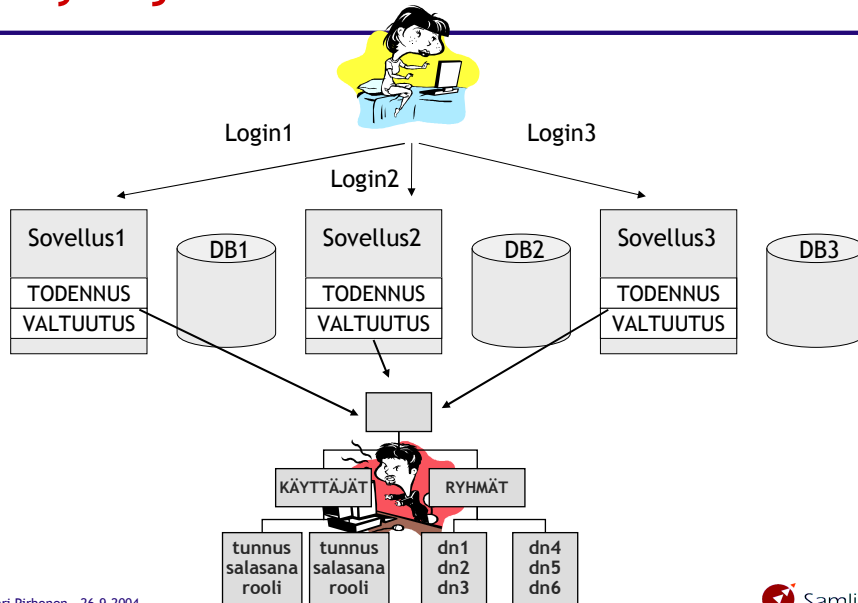 Login1
Login3
Login2
Sovellus1
DB1
Sovellus2
DB2
Sovellus3
DB3
TODENNUS
TODENNUS
TODENNUS
VALTUUTUS
VALTUUTUS
VALTUUTUS
KÄYTTÄJÄT
RYHMÄT
tunnus
salasana
rooli
tunnus
salasana
rooli
dn1
dn2
dn3
dn4
dn5
dn6